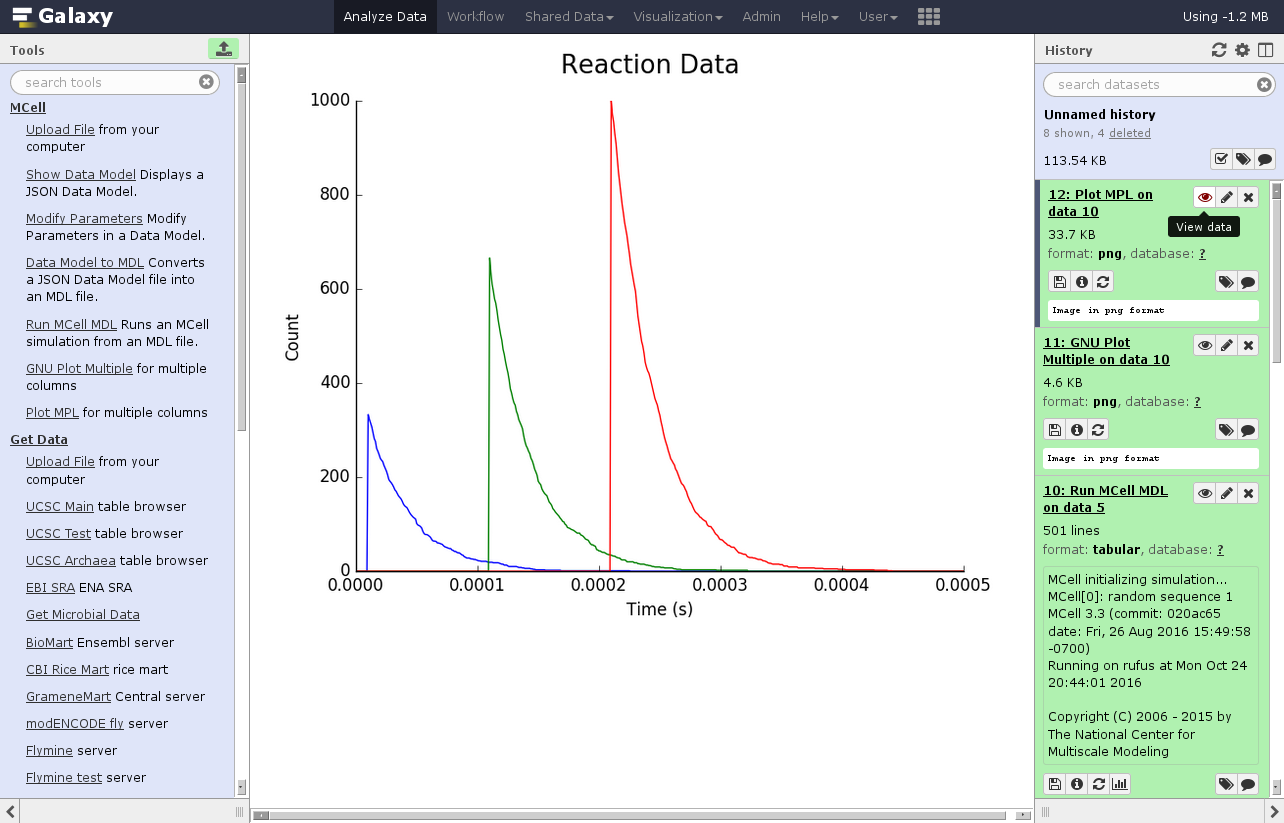 Galaxy
Analyze Data Workflow Shared Data Visualization Admin Help User
Using -1.2 MB
Tools
search tools
MCell
Upload File from your
computer
Show Data Model Displays a
JSON Data Model.
Modify Parameters Modify
Parameters in a Data Model.
Data Model to MDL Converts
a JSON Data Model file into
an MDL file.
Run MCell MDL Runs an MCell
simulation from an MDL file.
GNU Plot Multiple for multiple
columns
Plot MPL for multiple columns
Get Data
Upload File from your
computer
UCSC Main table browser
UCSC Test table browser
UCSC Archaea table browser
EBI SRA ENA SRA
Get Microbial Data
BioMart Ensembl server
CBI Rice Mart rice mart
GrameneMart Central server
modENCODE fly server
Flymine server
Flymine test server
Reaction Data
1000
800
600
400
200
0
Count
0.0000 0.0001 0.0002 0.0003 0.0004 0.0005
Time (s)
History
search datasets
Unnamed history
8 shown, 4 deleted
113.54 KB
12: Plot MPL on
data 10
View data
33.7 KB
format: png, database: ?
Image in png format
11: GNU Plot
Multiple on data 10
4.6 KB
format: png, database: ?
Image in png format
10: Run MCell MDL
on data 5
501 lines
format: tabular, database: ?
MCell initializing simulation...
MCell[0]: random sequence 1
MCell 3.3 (commit: 020ac65
date: Fri, 26 Aug 2016 15:49:58
-0700)
Running on rufus at Mon Oct 24
20:44:01 2016
Copyright (C) 2006 - 2015 by
The National Center for
Multiscale Modeling